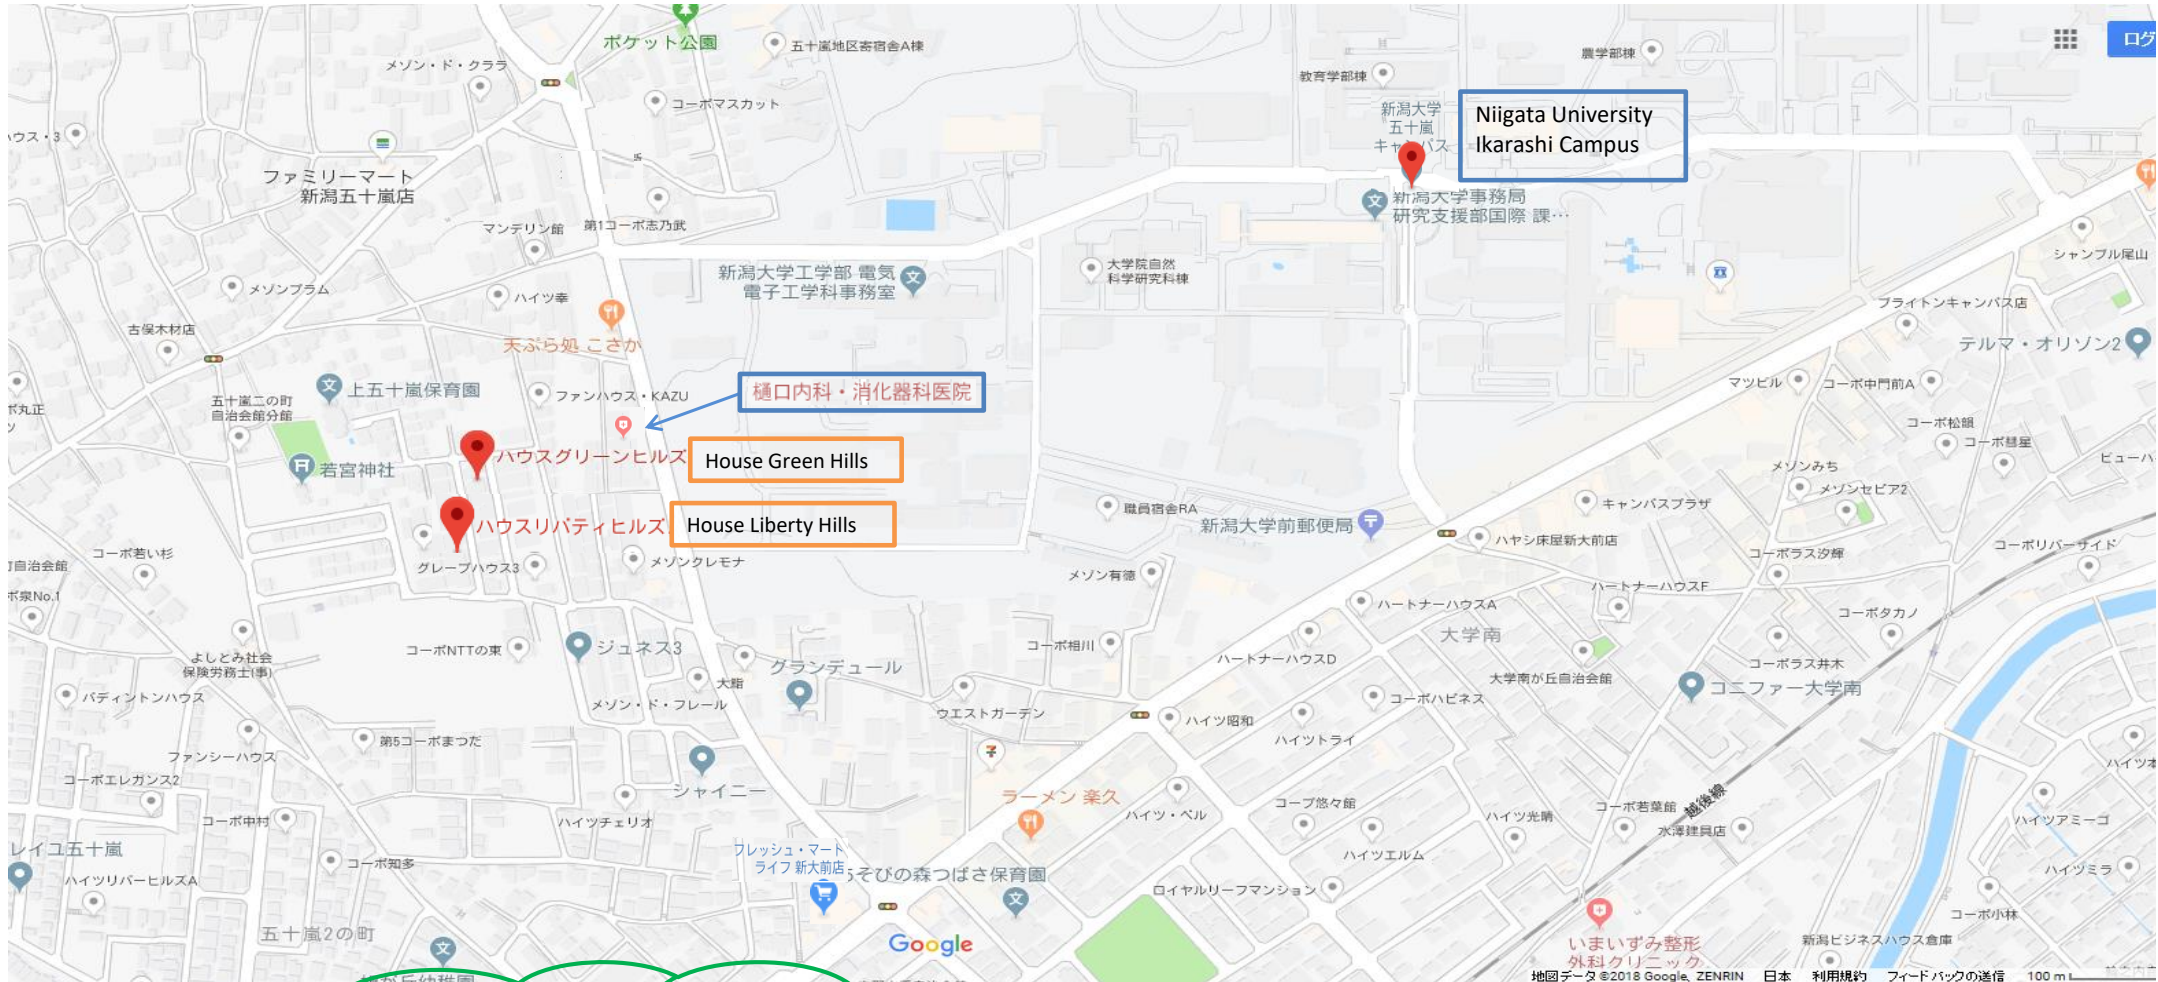 ポケット公園
五十嵐地区寄宿舎A棟
農学部棟
教育学部棟
メゾン・ド・クララ
コーポマスカット
新潟大学
五十嵐
キャンパス
Niigata University
Ikarashi Campus
ハウス・3
ファミリーマート
新潟五十嵐店
新潟大学事務局
研究支援部国際 課…
マンデリン館
第1コーポ志乃武
シャンブル尾山
新潟大学工学部 電気
電子工学科事務室
大学院自然
科学研究科棟
メゾンプラム
ハイツ幸
ブライトンキャンパス店
古俣木材店
天ぷら処 こさか
テルマ・オリゾン2
上五十嵐保育園
ファンハウス・KAZU
樋口内科・消化器科医院
マツビル
コーポ中門前A
五十嵐二の町
自治会館分館
コーポ松韻
コーポ彗星
若宮神社
ハウスグリーンヒルズ
House Green Hills
メゾンみち
メゾンセピア2
キャンパスプラザ
ハウスリバティヒルズ
House Liberty Hills
職員宿舎RA
新潟大学前郵便局
ハヤシ床屋新大前店
コーポラス汐輝
コーポリバーサイド
コーポ若い杉
グレープハウス3
メゾンクレモナ
メゾン有徳
ハートナーハウスF
ハートナーハウスA
コーポタカノ
大学南
よしとみ社会
保険労務士(事)
コーポNTTの東
ジュネス3
コーポ相川
ハートナーハウスD
コーポラス井木
大学南が丘自治会館
コニファー大学南
グランデュール
大脂
パディントンハウス
メゾン・ド・フレール
ウエストガーデン
コーポハピネス
ハイツ昭和
ハイツトライ
第5コーポまつだ
ファンシーハウス
コーポエレガンス2
シャイニー
ラーメン 楽久
ハイツ・ベル
コープ悠々館
ハイツ光晴
コーポ若葉館
越後線
水澤建具店
ハイツアミーゴ
コーポ中村
ハイツチェリオ
ハイツエルム
レイユ五十嵐
コーポ知多
フレッシュ・マート
ライフ 新大前店
あそびの森つばさ保育園
ハイツリバーヒルズA
ロイヤルリーフマンション
ハイツミラ
コーポ小林
五十嵐2の町
Google
いまいずみ整形
外科クリニック
新潟ビジネスハウス倉庫
地図データ ©2018 Google, ZENRIN 日本 利用規約 フィードバックの送信 100 m